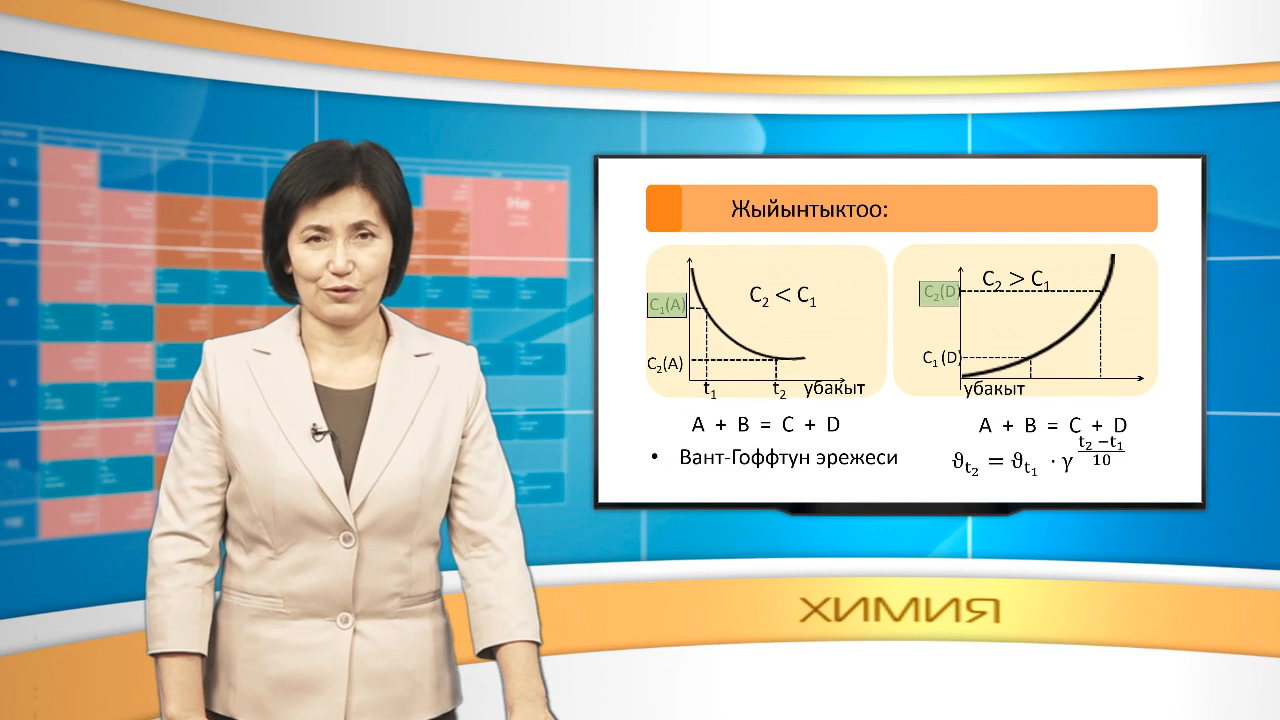 He
Жыйынтыктоо:
C₁(A)
C₂ < C₁
C₂(A)
t₁ t₂ убакыт
A + B = C + D
C₂(D)
C₂ > C₁
C₁(D)
убакыт
A + B = C + D
• Вант-Гоффтун эрежеси
ϑ_t₂ = ϑ_t₁ · γ^((t₂−t₁)/10)
ХИМИЯ